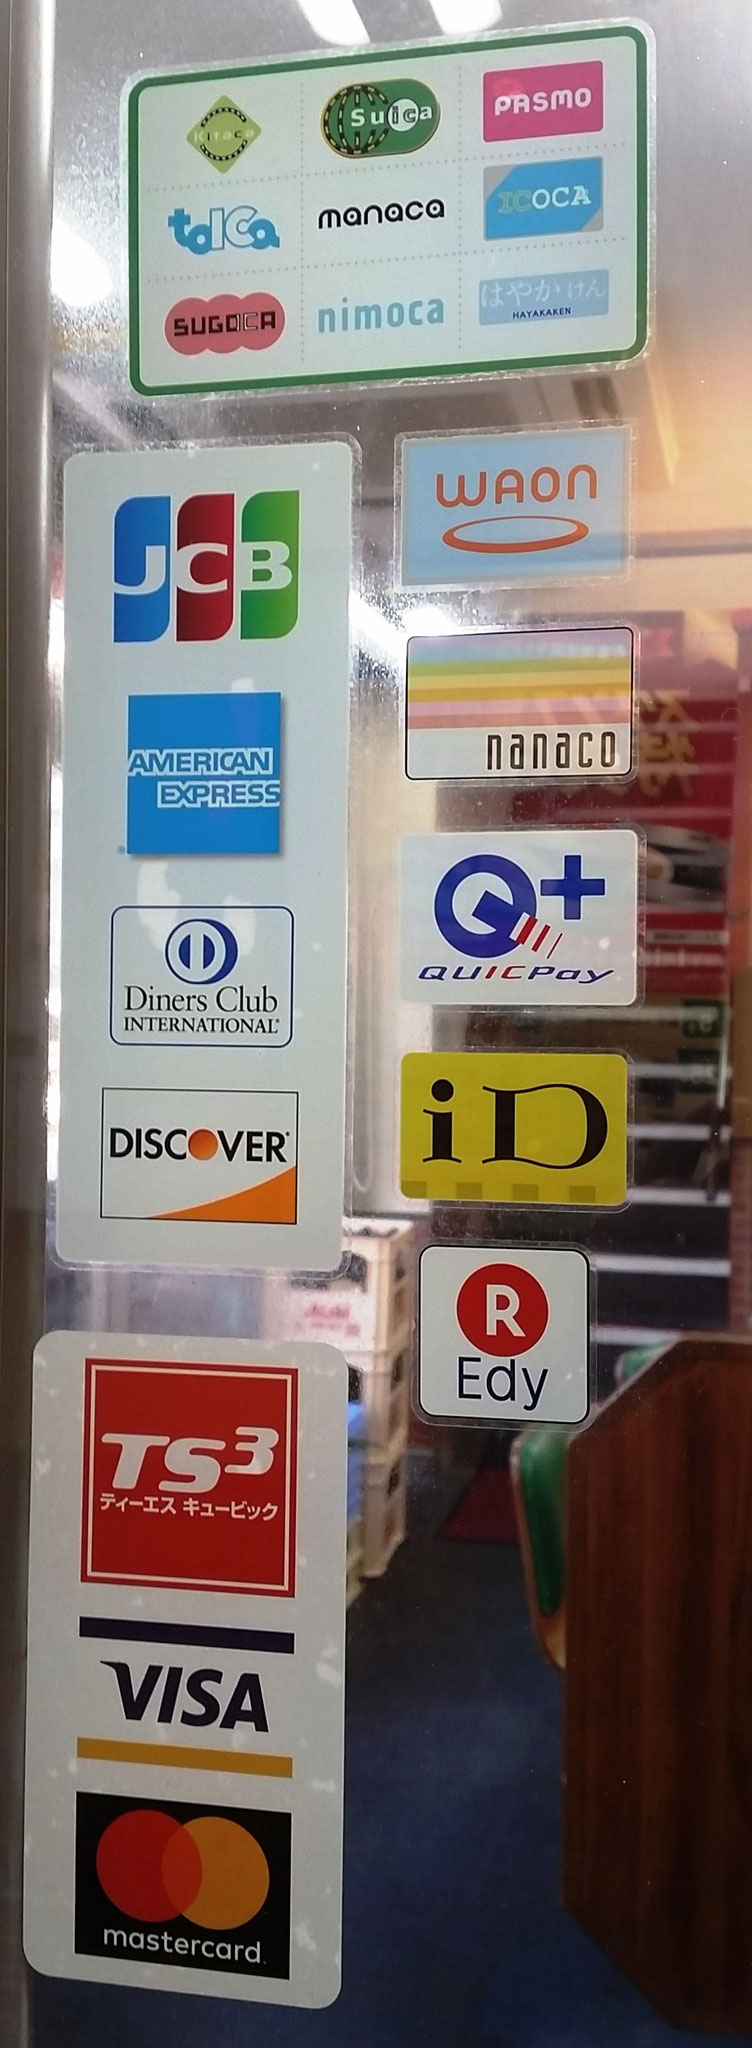 Kitaca
Suica
PASMO
TOICa
manaca
ICOCA
SUGOCA
nimoca
はやかけん
HAYAKAKEN
JCB
WAON
AMERICAN
EXPRESS
nanaco
Diners Club
INTERNATIONAL
QUICPay
DISCOVER
iD
R
Edy
TS3
ティーエス キュービック
VISA
mastercard
Asahi